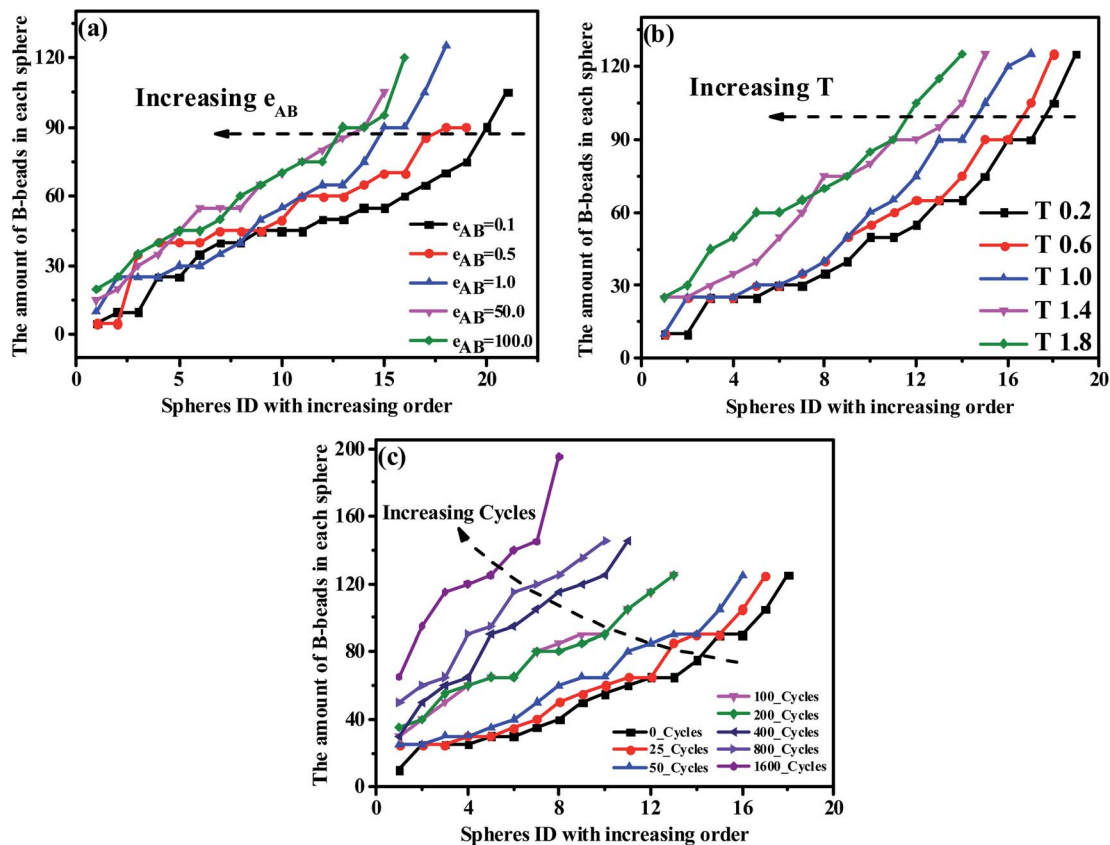 (a)
Increasing e_AB
The amount of B-beads in each sphere
120
90
60
30
0
e_AB=0.1
e_AB=0.5
e_AB=1.0
e_AB=50.0
e_AB=100.0
0 5 10 15 20
Spheres ID with increasing order
(b)
Increasing T
The amount of B-beads in each sphere
120
90
60
30
0
T 0.2
T 0.6
T 1.0
T 1.4
T 1.8
0 4 8 12 16 20
Spheres ID with increasing order
(c)
Increasing Cycles
The amount of B-beads in each sphere
200
160
120
80
40
0
0_Cycles
25_Cycles
50_Cycles
100_Cycles
200_Cycles
400_Cycles
800_Cycles
1600_Cycles
0 4 8 12 16 20
Spheres ID with increasing order